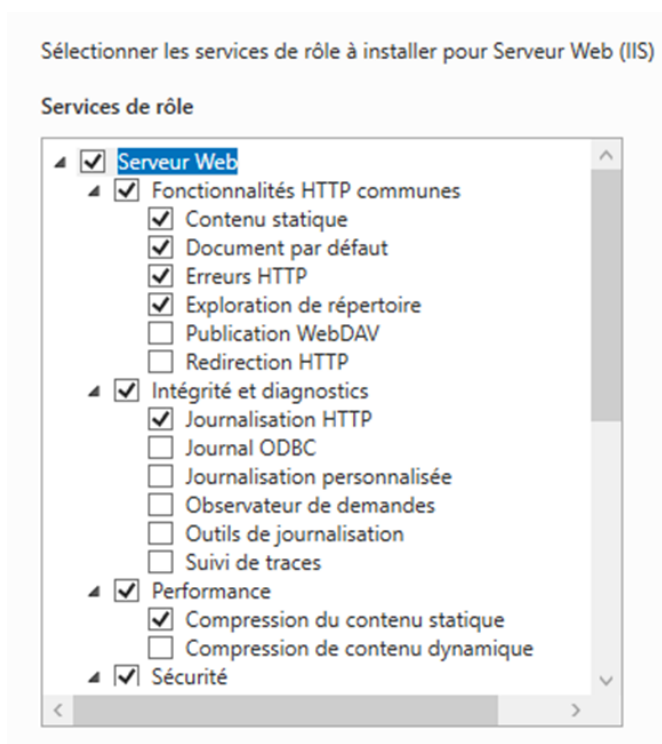 Sélectionner les services de rôle à installer pour Serveur Web (IIS)
Services de rôle
Serveur Web
Fonctionnalités HTTP communes
Contenu statique
Document par défaut
Erreurs HTTP
Exploration de répertoire
Publication WebDAV
Redirection HTTP
Intégrité et diagnostics
Journalisation HTTP
Journal ODBC
Journalisation personnalisée
Observateur de demandes
Outils de journalisation
Suivi de traces
Performance
Compression du contenu statique
Compression de contenu dynamique
Sécurité